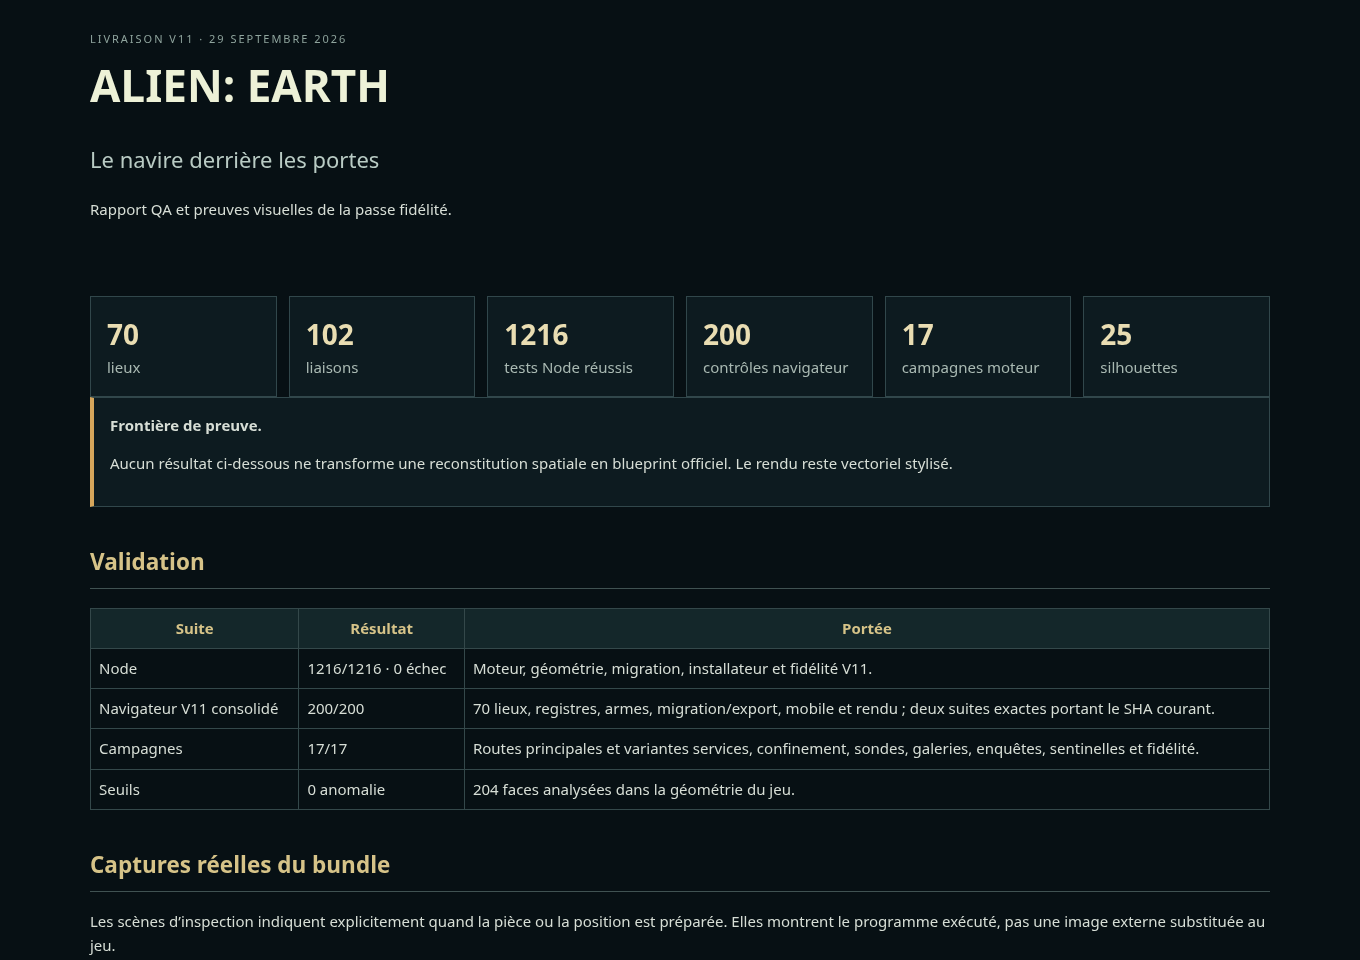 LIVRAISON V11 · 29 SEPTEMBRE 2026
ALIEN: EARTH
Le navire derrière les portes
Rapport QA et preuves visuelles de la passe fidélité.
70
lieux
102
liaisons
1216
tests Node réussis
200
contrôles navigateur
17
campagnes moteur
25
silhouettes
Frontière de preuve.
Aucun résultat ci-dessous ne transforme une reconstitution spatiale en blueprint officiel. Le rendu reste vectoriel stylisé.
Validation
Suite Résultat Portée
Node 1216/1216 · 0 échec Moteur, géométrie, migration, installateur et fidélité V11.
Navigateur V11 consolidé 200/200 70 lieux, registres, armes, migration/export, mobile et rendu ; deux suites exactes portant le SHA courant.
Campagnes 17/17 Routes principales et variantes services, confinement, sondes, galeries, enquêtes, sentinelles et fidélité.
Seuils 0 anomalie 204 faces analysées dans la géométrie du jeu.
Captures réelles du bundle
Les scènes d’inspection indiquent explicitement quand la pièce ou la position est préparée. Elles montrent le programme exécuté, pas une image externe substituée au
jeu.